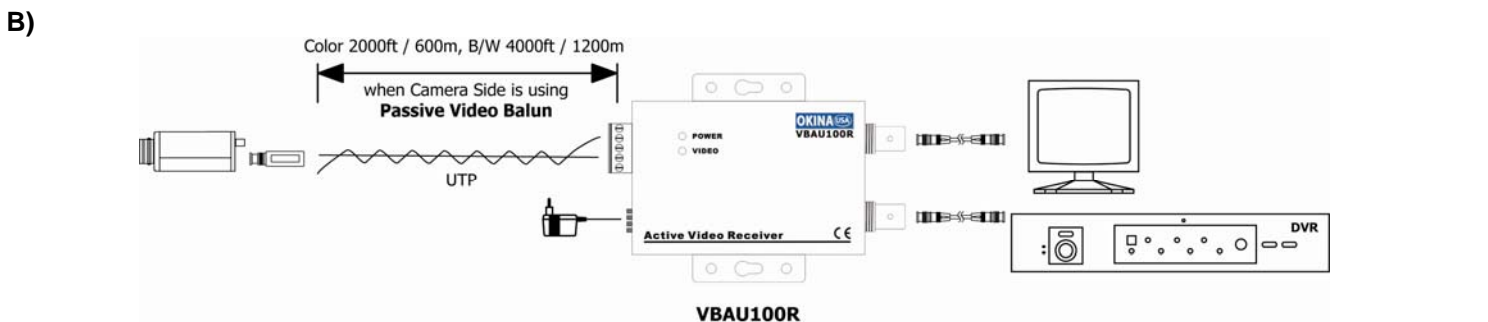 B)
Color 2000ft / 600m, B/W 4000ft / 1200m
when Camera Side is using
Passive Video Balun
UTP
POWER
VIDEO
OKINA USA
VBAU100R
Active Video Receiver
CE
DVR
VBAU100R